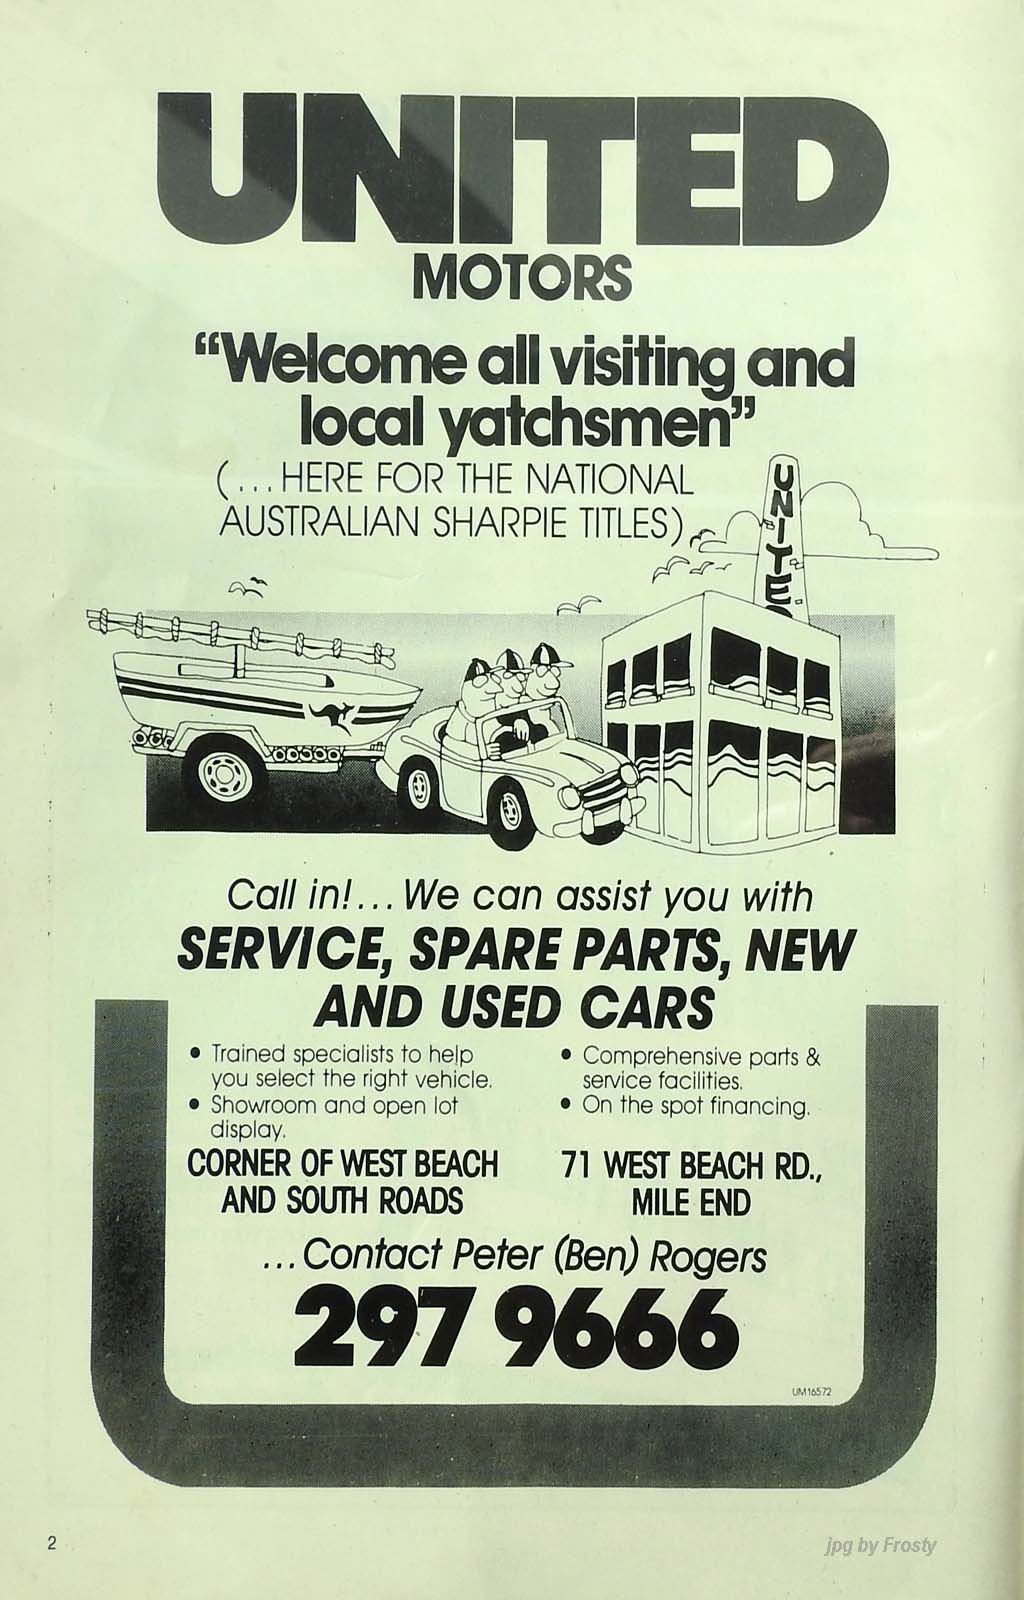 UNITED
MOTORS
“Welcome all visiting and
local yatchsmen”
(...HERE FOR THE NATIONAL
AUSTRALIAN SHARPIE TITLES)
UNITED
Call in!... We can assist you with
SERVICE, SPARE PARTS, NEW
AND USED CARS
• Trained specialists to help
you select the right vehicle.
• Showroom and open lot
display.
• Comprehensive parts &
service facilities.
• On the spot financing.
CORNER OF WEST BEACH
AND SOUTH ROADS
71 WEST BEACH RD.,
MILE END
...Contact Peter (Ben) Rogers
297 9666
UM16572
2
jpg by Frosty